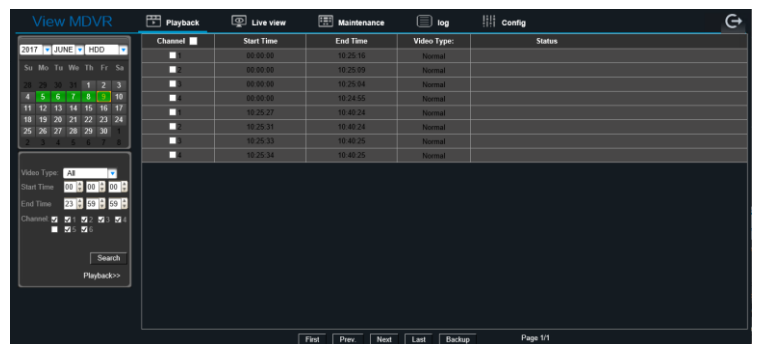 View MDVR
Playback Live view Maintenance log Config
2017 JUNE HDD
Su Mo Tu We Th Fr Sa
28 29 30 31 1 2 3
4 5 6 7 8 9 10
11 12 13 14 15 16 17
18 19 20 21 22 23 24
25 26 27 28 29 30 1
2 3 4 5 6 7 8
Video Type: All
Start Time 00 00 00
End Time 23 59 59
Channel 1 2 3 4
5 6
Search
Playback>>
Channel Start Time End Time Video Type: Status
1 00:00:00 10:25:16 Normal
2 00:00:00 10:25:09 Normal
3 00:00:00 10:25:04 Normal
4 00:00:00 10:24:55 Normal
1 10:25:27 10:40:24 Normal
2 10:25:31 10:40:24 Normal
3 10:25:33 10:40:25 Normal
4 10:25:34 10:40:25 Normal
First Prev. Next Last Backup Page 1/1